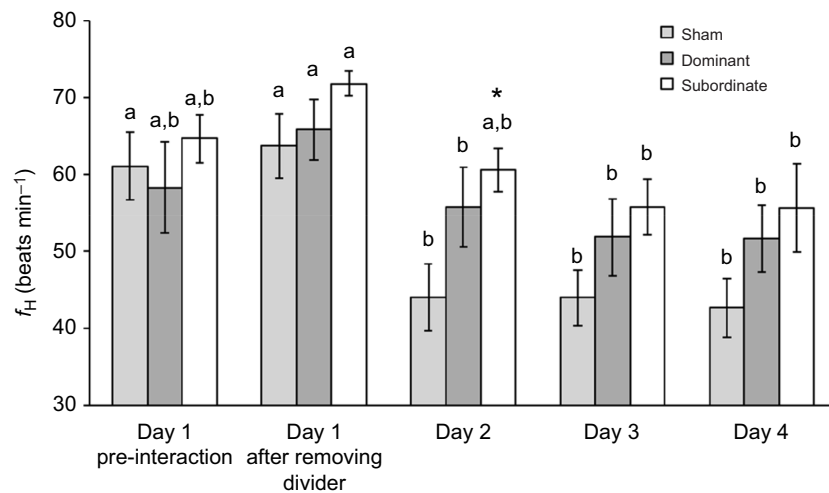 80
70
60
50
40
30
fH (beats min−1)
Sham
Dominant
Subordinate
a
a,b
a,b
a
a
a
b
b
*
a,b
b
b
b
b
b
b
Day 1
pre-interaction
Day 1
after removing
divider
Day 2
Day 3
Day 4